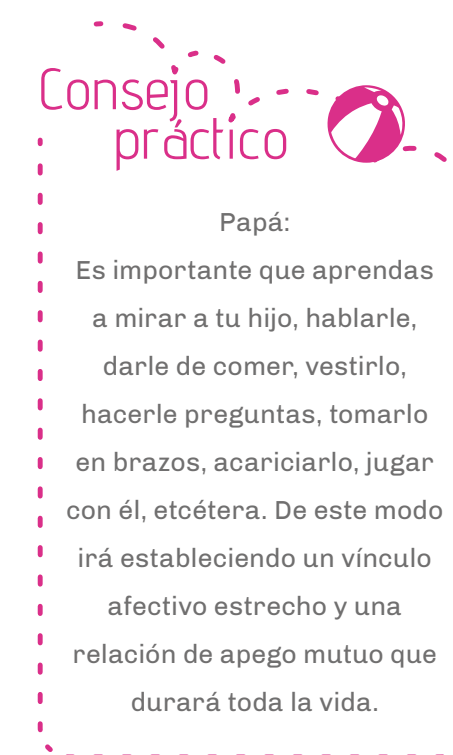 Consejo
práctico
Papá:
Es importante que aprendas
a mirar a tu hijo, hablarle,
darle de comer, vestirlo,
hacerle preguntas, tomarlo
en brazos, acariciarlo, jugar
con él, etcétera. De este modo
irá estableciendo un vínculo
afectivo estrecho y una
relación de apego mutuo que
durará toda la vida.